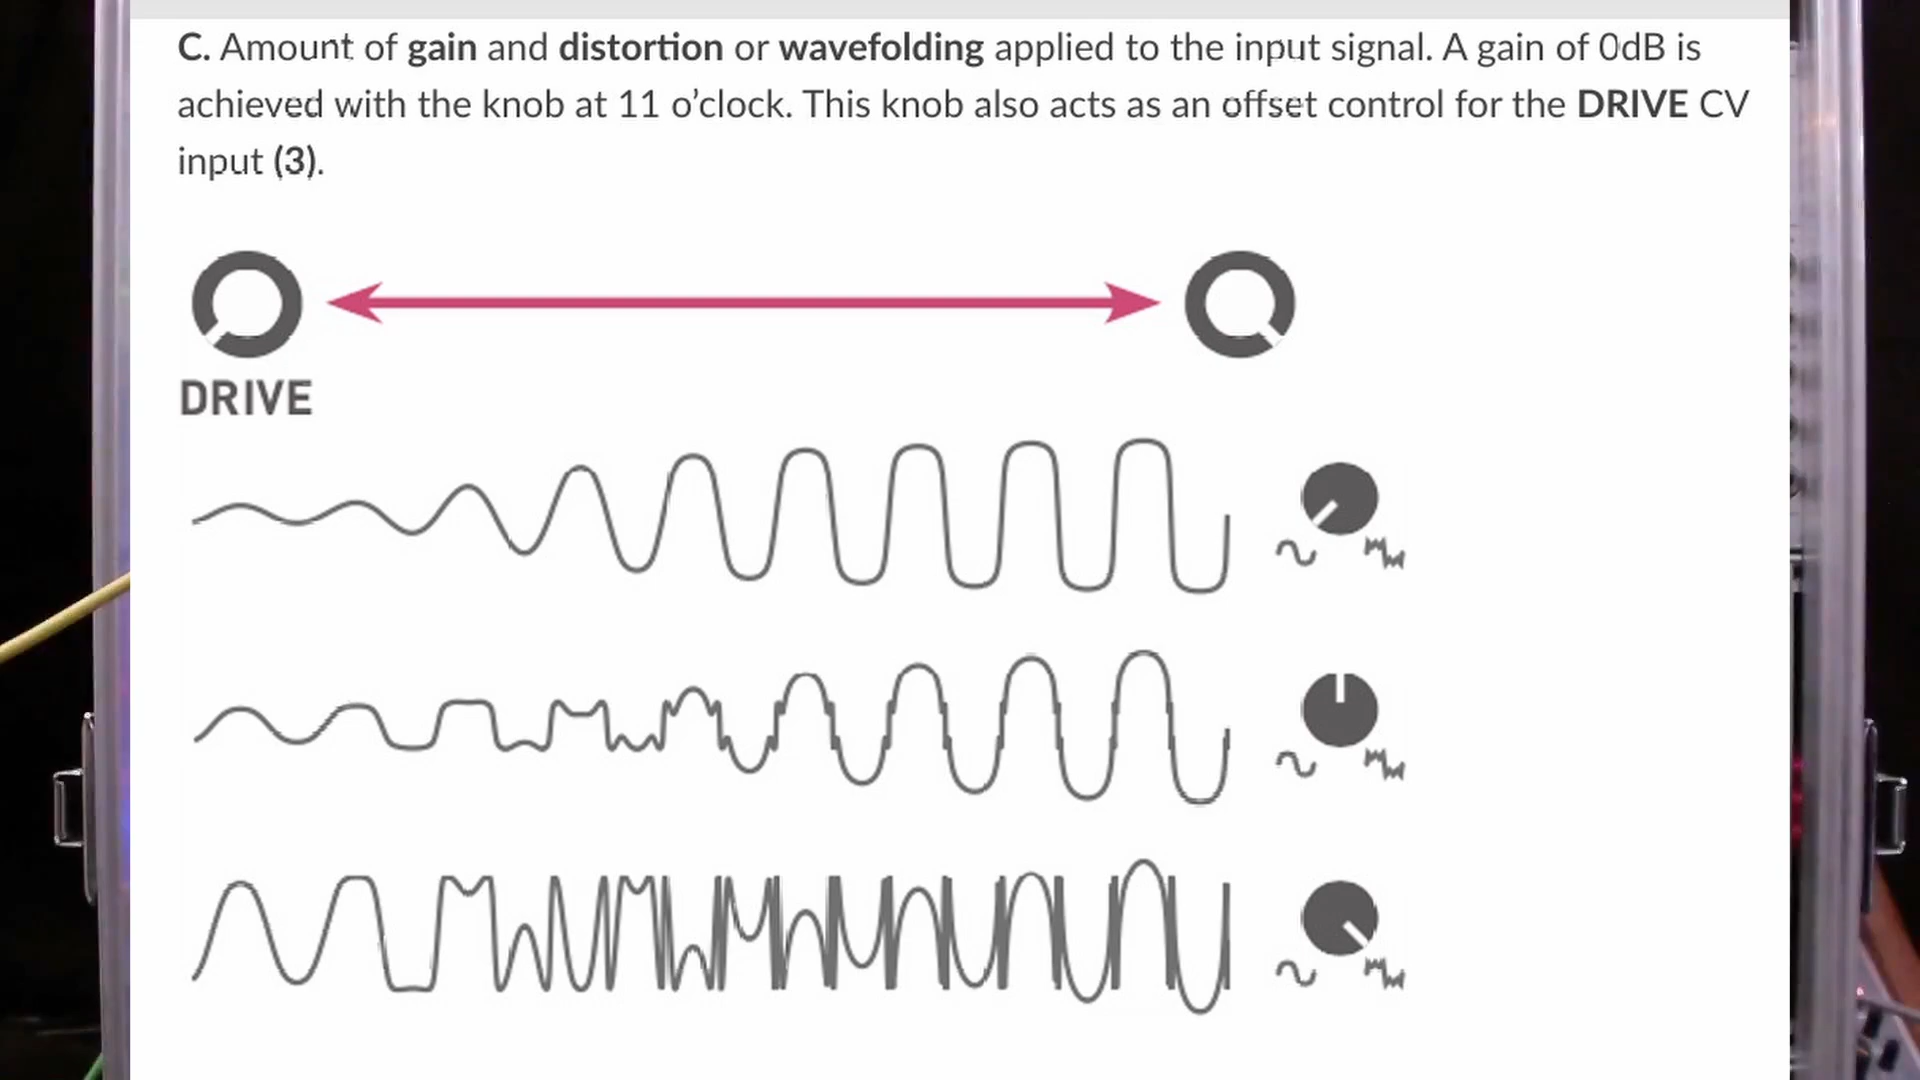 C. Amount of gain and distortion or wavefolding applied to the input signal. A gain of 0dB is
achieved with the knob at 11 o’clock. This knob also acts as an offset control for the DRIVE CV
input (3).
DRIVE